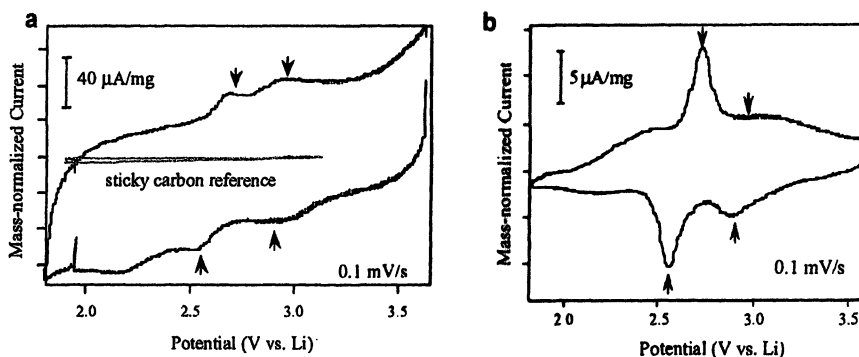 a
40 μA/mg
Mass-normalized Current
sticky carbon reference
0.1 mV/s
2.0 2.5 3.0 3.5
Potential (V vs. Li)
b
5 μA/mg
Mass-normalized Current
0.1 mV/s
2 0 2.5 3.0 3.5
Potential (V vs. Li)